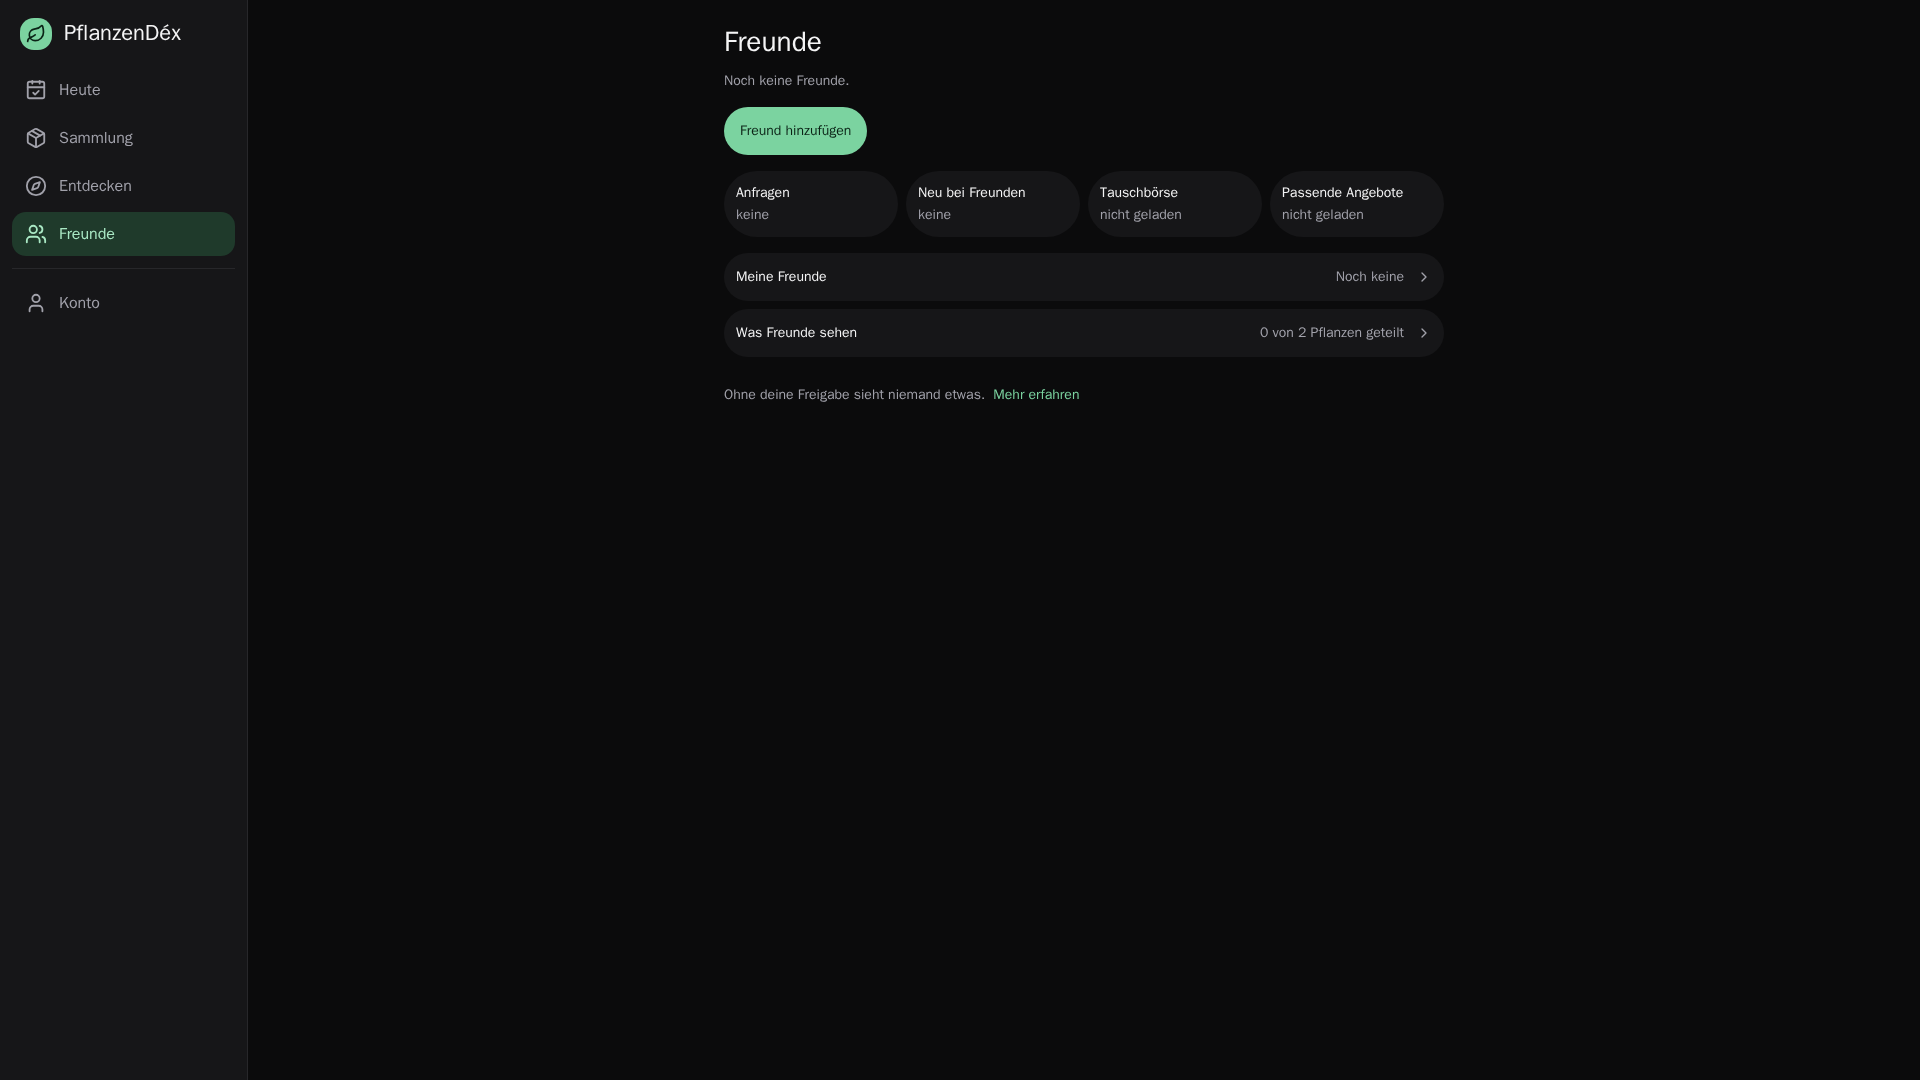 PflanzenDéx
Heute
Sammlung
Entdecken
Freunde
Konto
Freunde
Noch keine Freunde.
Freund hinzufügen
Anfragen
keine
Neu bei Freunden
keine
Tauschbörse
nicht geladen
Passende Angebote
nicht geladen
Meine Freunde
Noch keine
Was Freunde sehen
0 von 2 Pflanzen geteilt
Ohne deine Freigabe sieht niemand etwas. Mehr erfahren